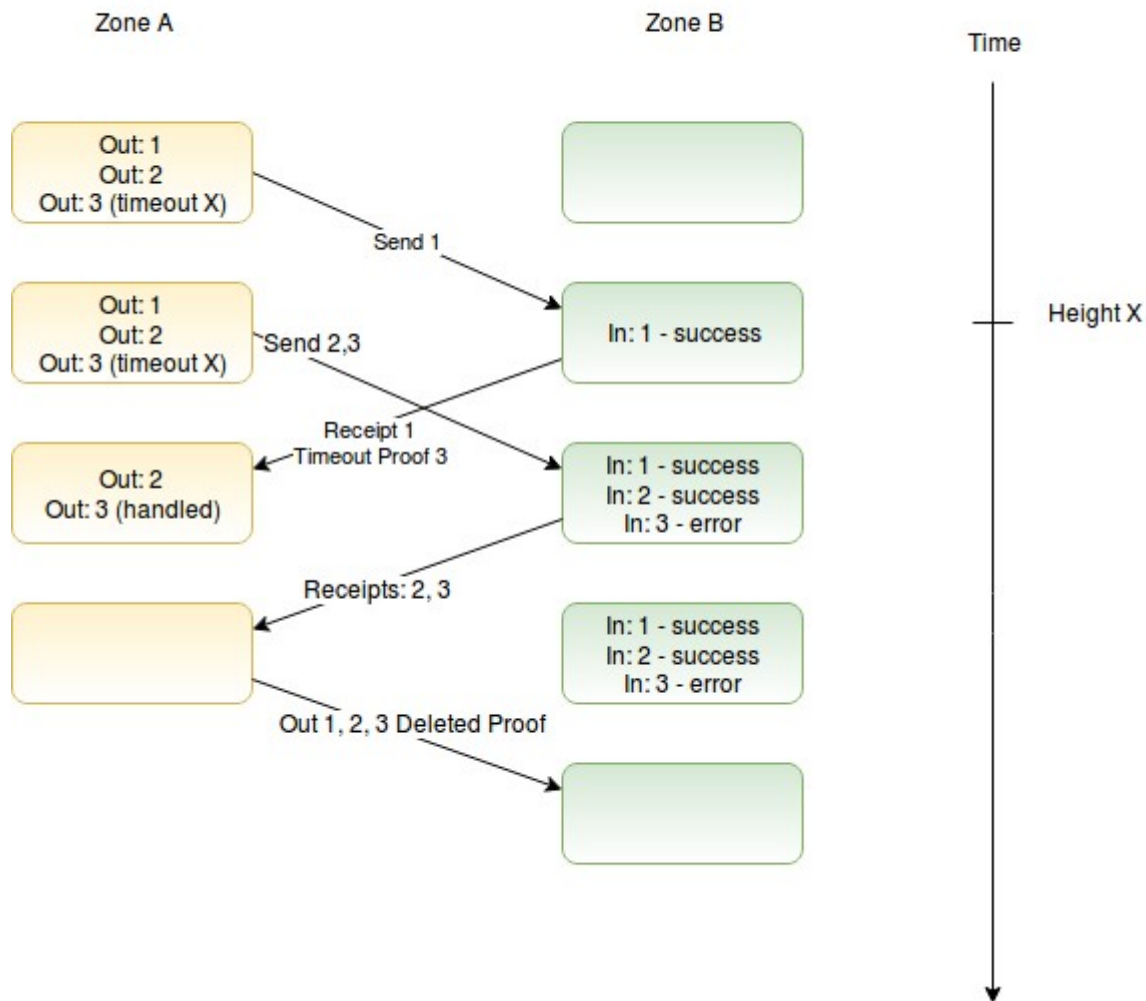 Zone A
Zone B
Time
Out: 1
Out: 2
Out: 3 (timeout X)
Send 1
Out: 1
Out: 2
Out: 3 (timeout X)
Send 2,3
In: 1 - success
Height X
Receipt 1
Timeout Proof 3
Out: 2
Out: 3 (handled)
In: 1 - success
In: 2 - success
In: 3 - error
Receipts: 2, 3
In: 1 - success
In: 2 - success
In: 3 - error
Out 1, 2, 3 Deleted Proof